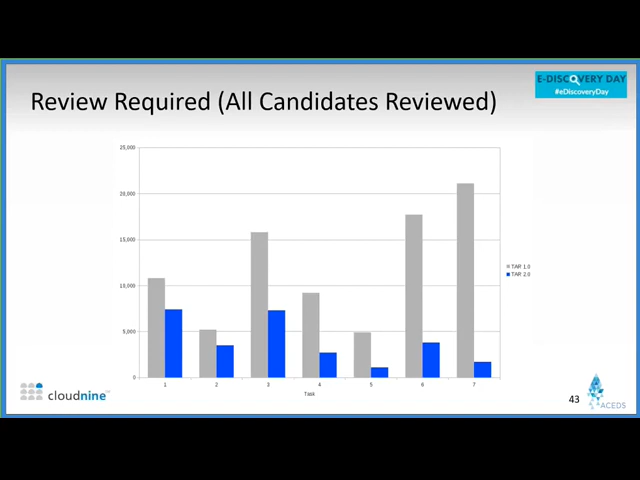 E-DISCOVERY DAY
#eDiscoveryDay
Review Required (All Candidates Reviewed)
25,000
20,000
15,000
10,000
5,000
0
TAR 1.0
TAR 2.0
1 2 3 4 5 6 7
Task
cloudnine
43
ACEDS